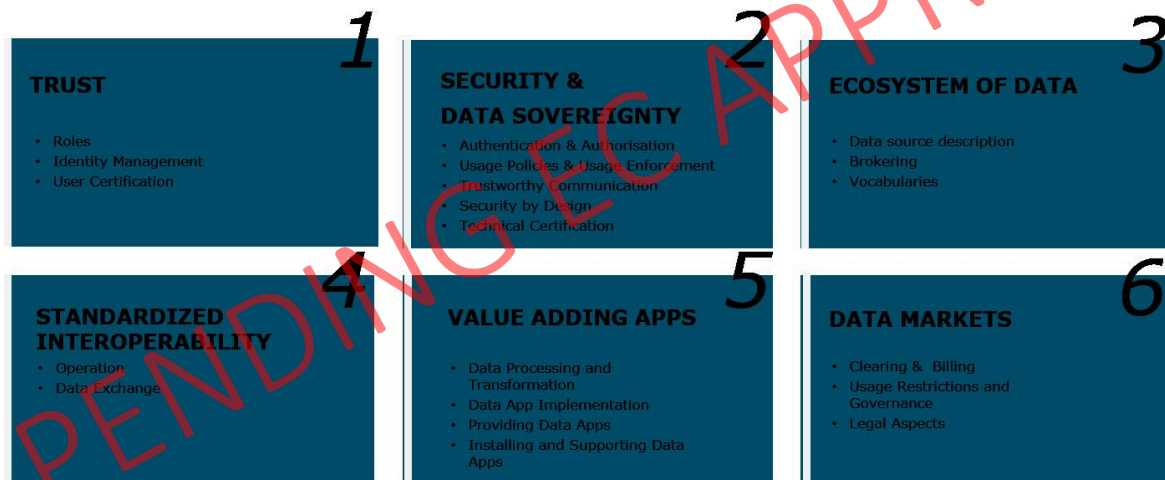 1
TRUST
• Roles
• Identity Management
• User Certification
2
SECURITY &
DATA SOVEREIGNTY
• Authentication & Authorisation
• Usage Policies & Usage Enforcement
• Trustworthy Communication
• Security by Design
• Technical Certification
3
ECOSYSTEM OF DATA
• Data source description
• Brokering
• Vocabularies
4
STANDARDIZED
INTEROPERABILITY
• Operation
• Data Exchange
5
VALUE ADDING APPS
• Data Processing and
Transformation
• Data App Implementation
• Providing Data Apps
• Installing and Supporting Data
Apps
6
DATA MARKETS
• Clearing & Billing
• Usage Restrictions and
Governance
• Legal Aspects
PENDING EC